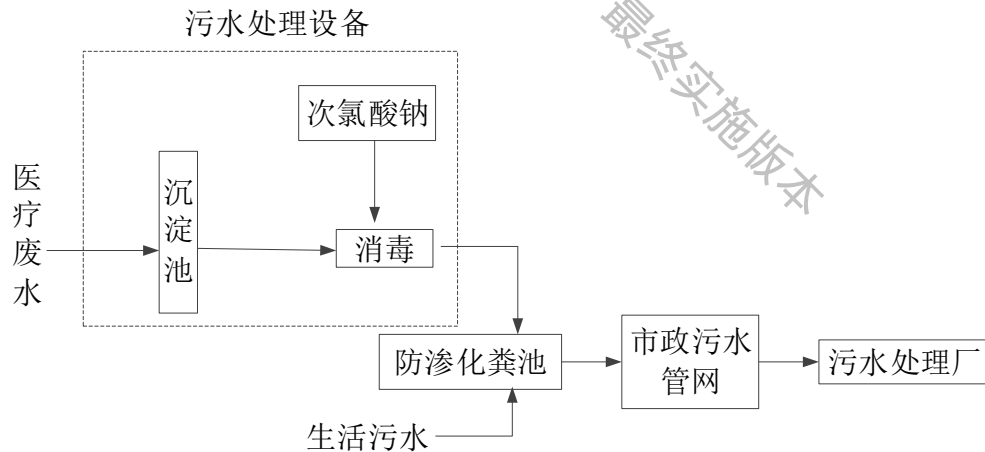 污水处理设备
最终实施版本
次氯酸钠
医疗废水
沉淀池
消毒
防渗化粪池
市政污水
管网
污水处理厂
生活污水